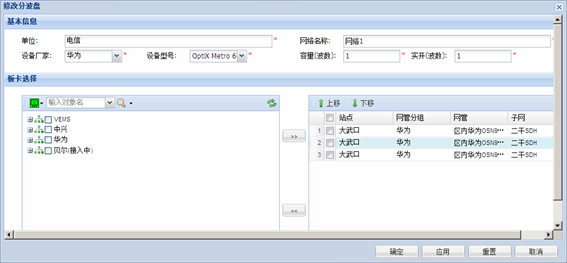 修改分波盘
基本信息
单位: 电信 * 网络名称: 网络1 *
设备厂家: 华为 * 设备型号: OptiX Metro 6 * 容量(波数): 1 * 实开(波数): 1 *
板卡选择
输入对象名
VEMS
中兴
华为
贝尔(接入中)
>>
<<
上移 下移
站点 网管分组 网管 子网
1 大武口 华为 区内华为OSN9… 二干SDH
2 大武口 华为 区内华为OSN9… 二干SDH
3 大武口 华为 区内华为OSN9… 二干SDH
确定 应用 重置 取消